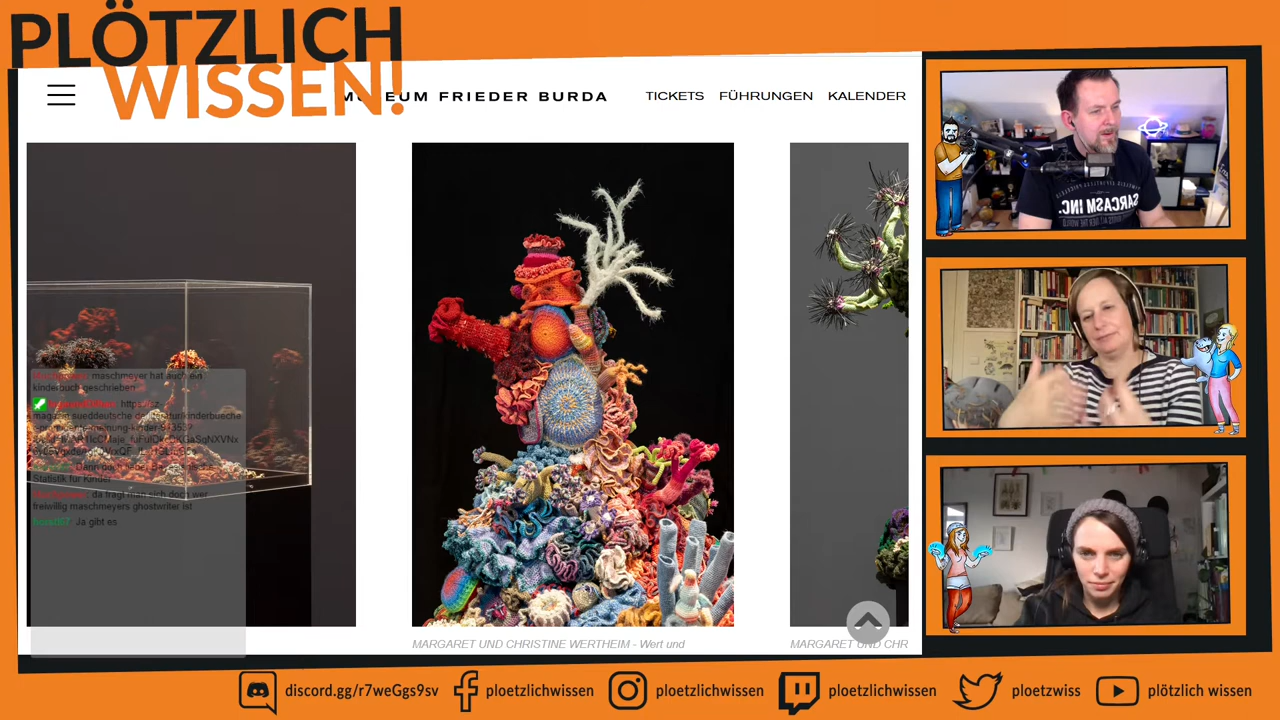 PLÖTZLICH
WISSEN!
MUSEUM FRIEDER BURDA
TICKETS FÜHRUNGEN KALENDER
maschmeyer hat auch ein
kinderbuch geschrieben
Statistik für Kinder
da fragt man sich doch wer
freiwillig maschmeyers ghostwriter ist
Ja gibt es
MARGARET UND CHRISTINE WERTHEIM - Wert und
MARGARET UND CHR
SARCASM INC.
discord.gg/r7weGgs9sv
ploetzlichwissen
ploetzlichwissen
ploetzlichwissen
ploetzwiss
plötzlich wissen